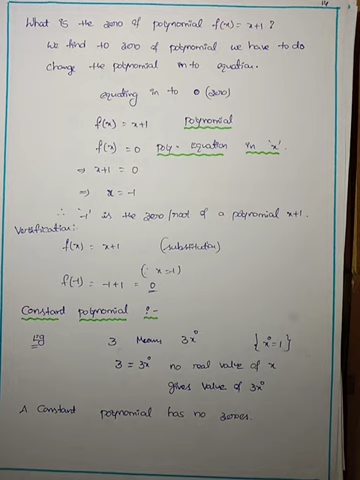 14
What is the zero of polynomial f(x) = x+1 ?
We find to zero of polynomial we have to do
change the polynomial in to equation.
equating in to 0 (zero)
f(x) = x+1 polynomial
f(x) = 0 poly - Equation in 'x'.
⇒ x+1 = 0
⇒ x = -1
∴ '-1' is the zero/root of a polynomial x+1.
Verification:-
f(x) = x+1 (substitution)
(∵ x=-1)
f(-1) = -1+1 = 0
Constant polynomial :-
Eg 3 Means 3x⁰ {x⁰=1}
3 = 3x⁰ no real value of x
gives value of 3x⁰
A Constant polynomial has no zeroes.